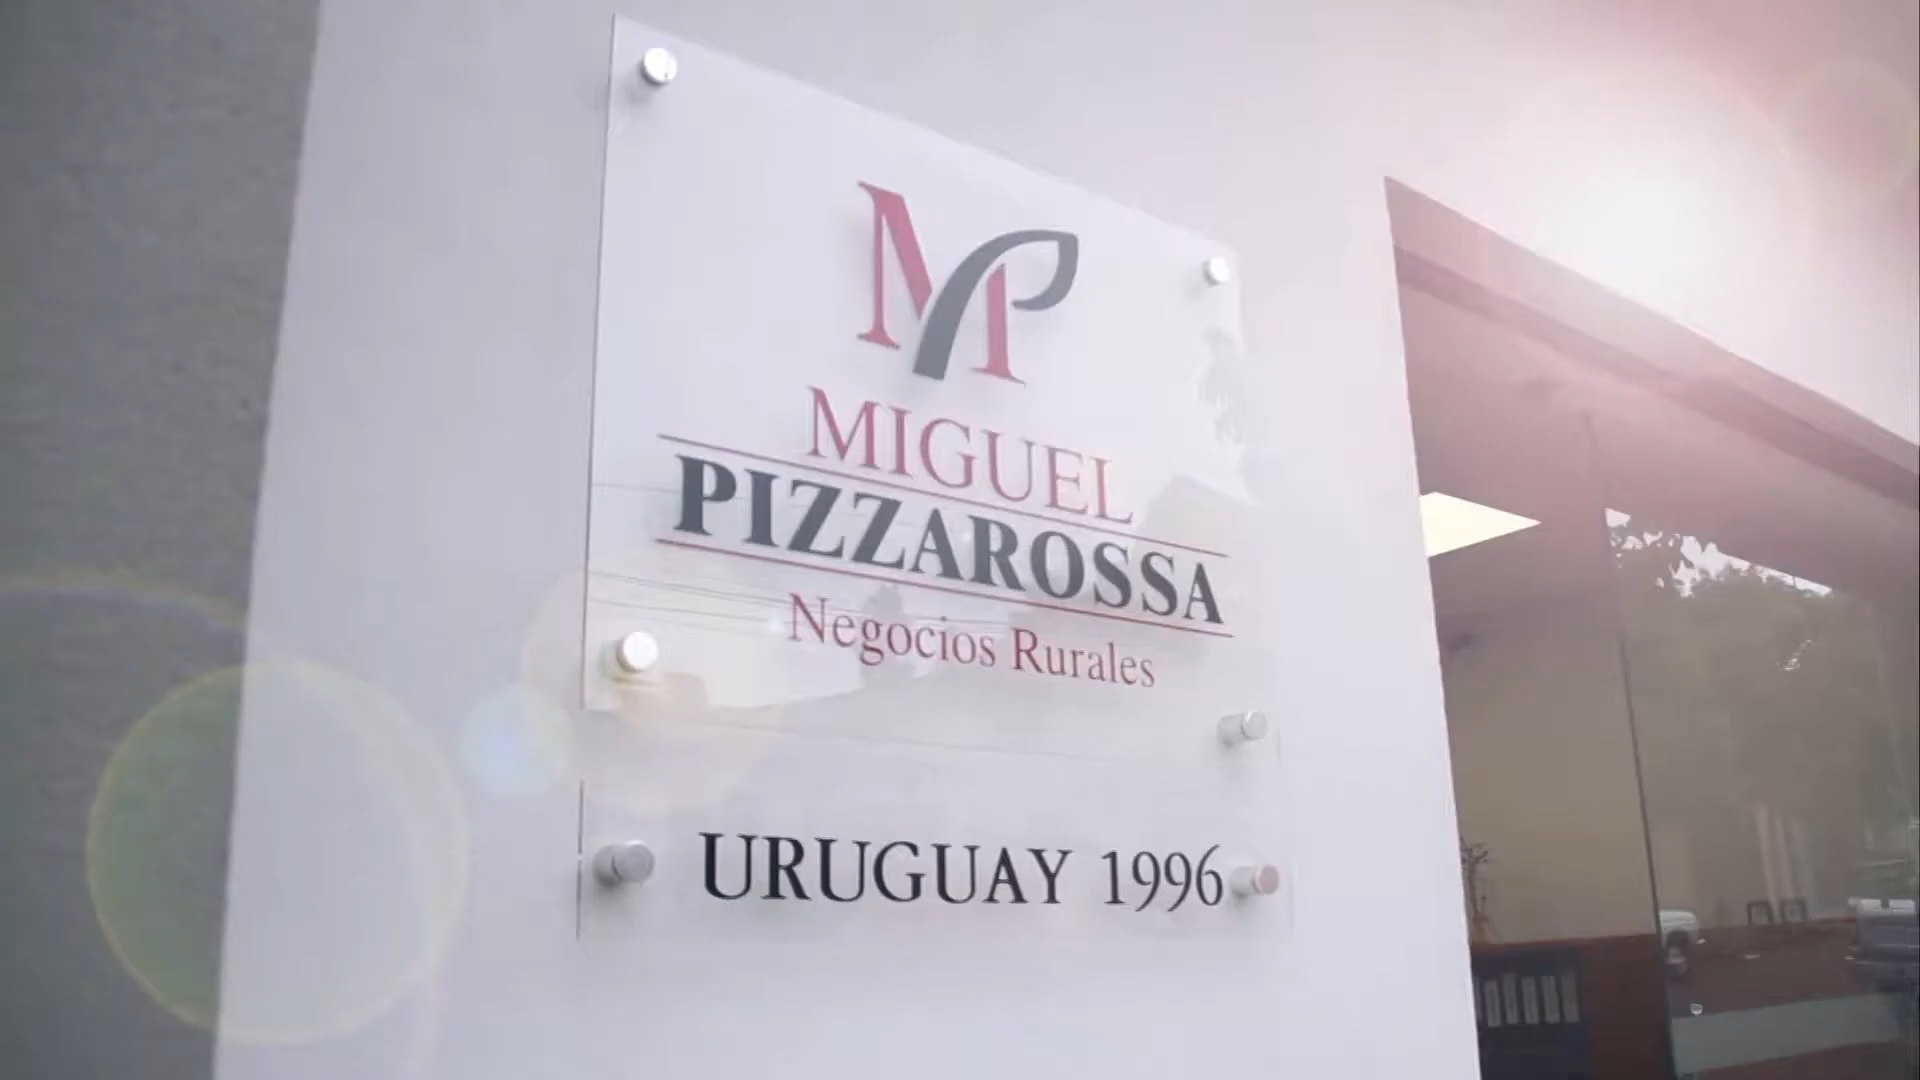 MP
MIGUEL
PIZZAROSSA
Negocios Rurales
URUGUAY 1996